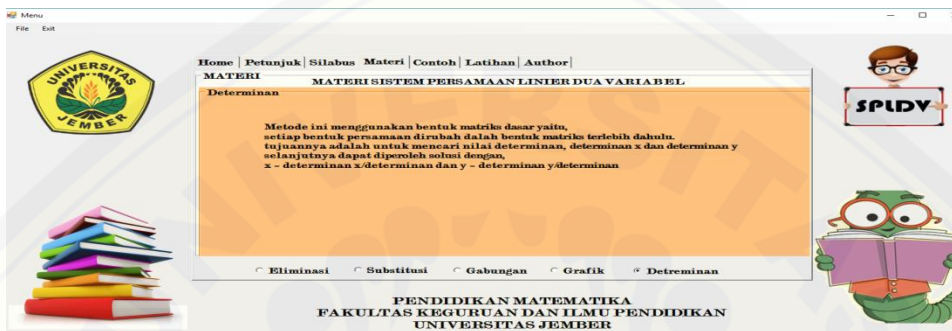 Menu
File Exit
UNIVERSITAS
JEMBER
Home | Petunjuk | Silabus Materi | Contoh | Latihan | Author |
MATERI
MATERI SISTEM PERSAMAAN LINIER DUA VARIABEL
SPLDV
Determinan
Metode ini menggunakan bentuk matriks dasar yaitu,
setiap bentuk persamaan dirubah dalah bentuk matriks terlebih dahulu.
tujuannya adalah untuk mencari nilai determinan, determinan x dan determinan y
selanjutnya dapat diperoleh solusi dengan,
x = determinan x/determinan dan y = determinan y/determinan
Eliminasi Substitusi Gabungan Grafik Detreminan
PENDIDIKAN MATEMATIKA
FAKULTAS KEGURUAN DAN ILMU PENDIDIKAN
UNIVERSITAS JEMBER